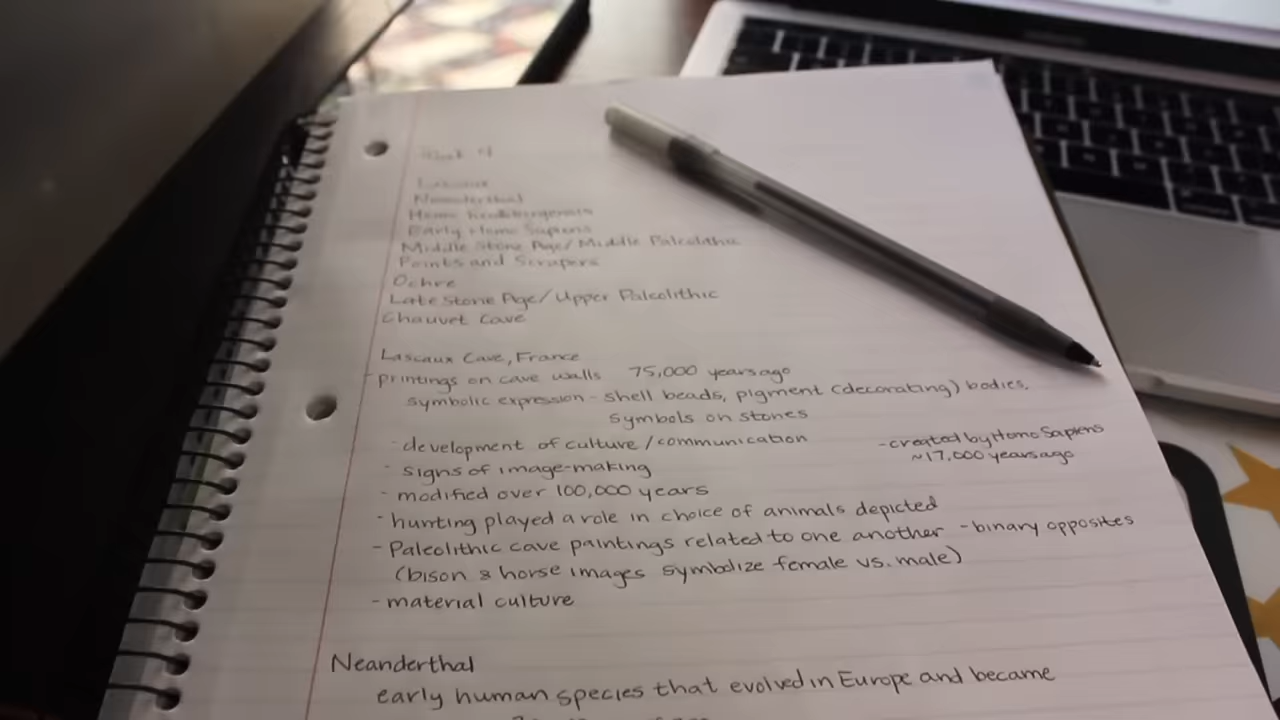 Week 4
Lascaux
Neanderthal
Homo heidelbergensis
Early Homo Sapiens
Middle Stone Age/Middle Paleolithic
Points and Scrapers
Ochre
Late Stone Age/Upper Paleolithic
Chauvet Cave
Lascaux Cave, France
printings on cave walls 75,000 years ago
symbolic expression - shell beads, pigment (decorating) bodies,
symbols on stones
- development of culture/communication
- created by Homo Sapiens
~17,000 years ago
- signs of image-making
- modified over 100,000 years
- hunting played a role in choice of animals depicted
- Paleolithic cave paintings related to one another - binary opposites
(bison & horse images symbolize female vs. male)
- material culture
Neanderthal
early human species that evolved in Europe and became